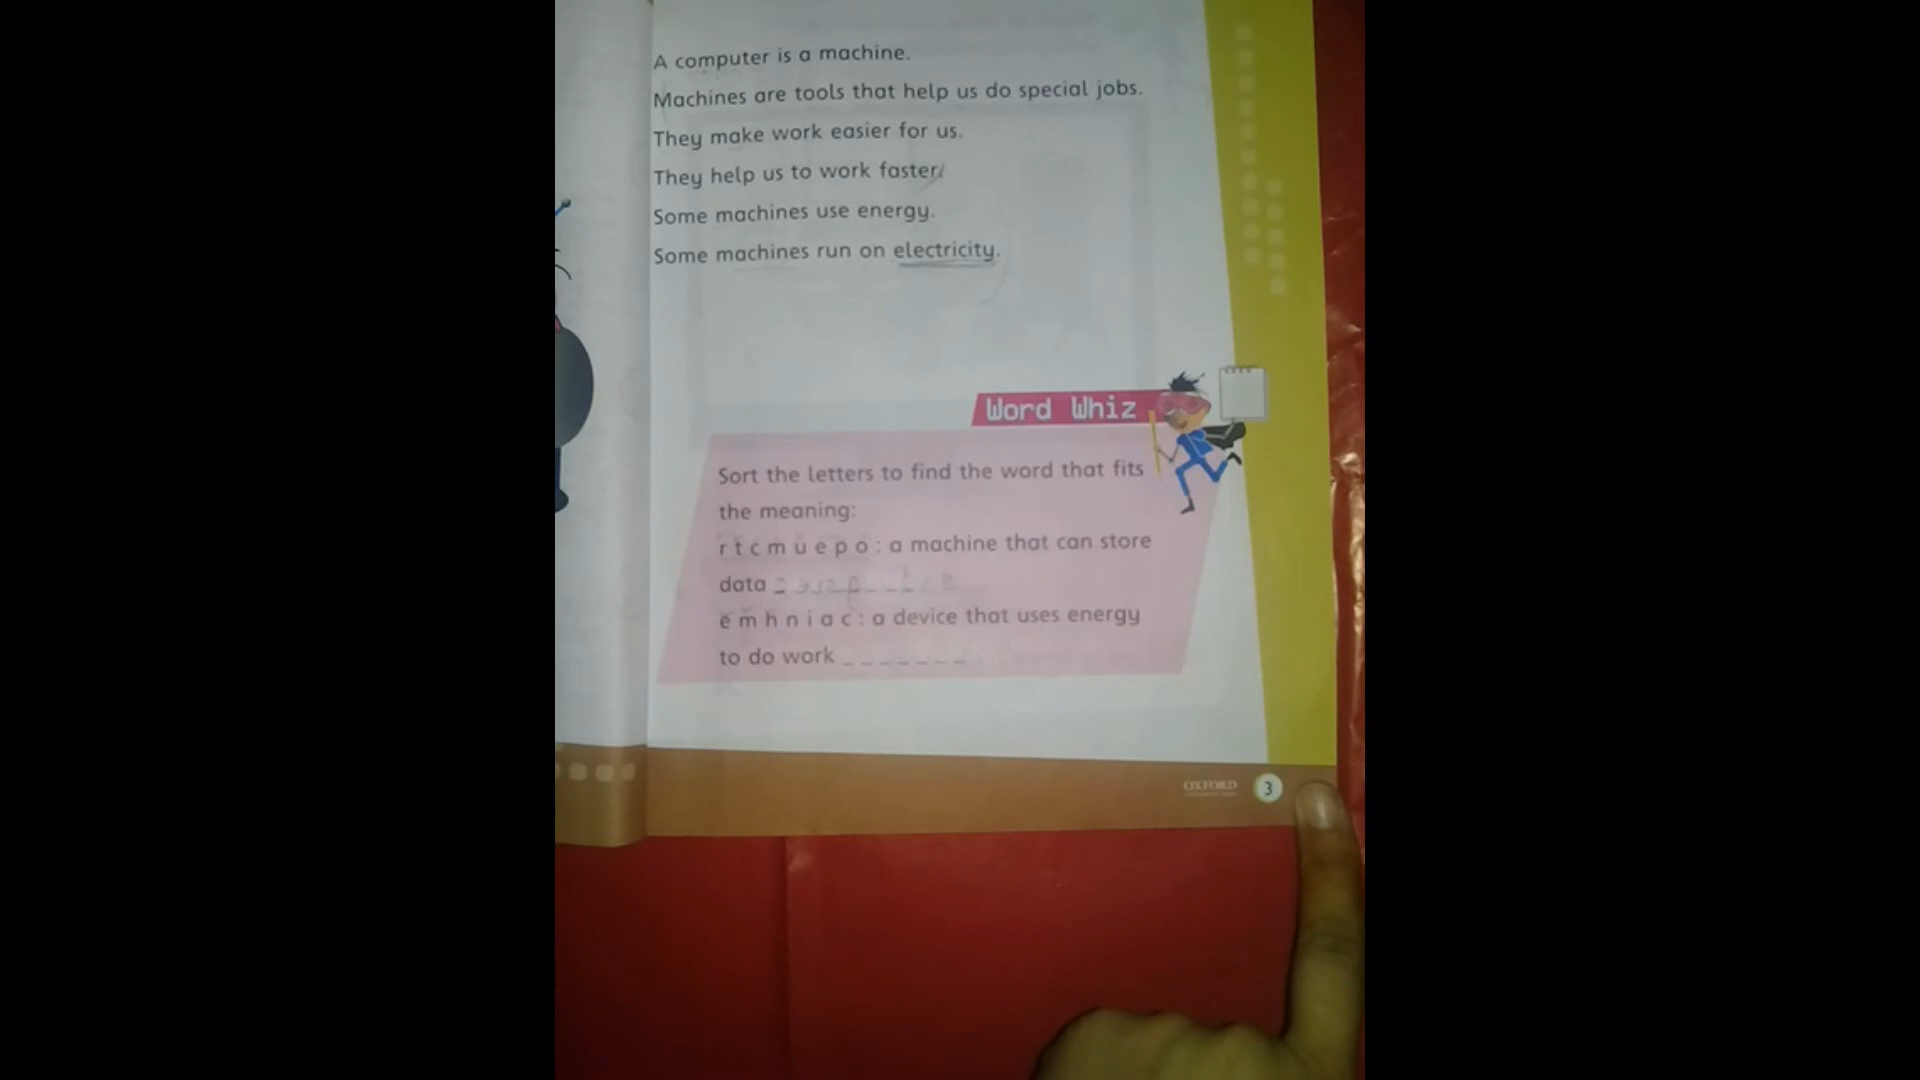 A computer is a machine.
Machines are tools that help us do special jobs.
They make work easier for us.
They help us to work faster.
Some machines use energy.
Some machines run on electricity.
Word Whiz
Sort the letters to find the word that fits
the meaning:
r t c m u e p o : a machine that can store
data _ _ _ _ _ _ _ _
e m h n i a c : a device that uses energy
to do work _ _ _ _ _ _ _
OXFORD
3